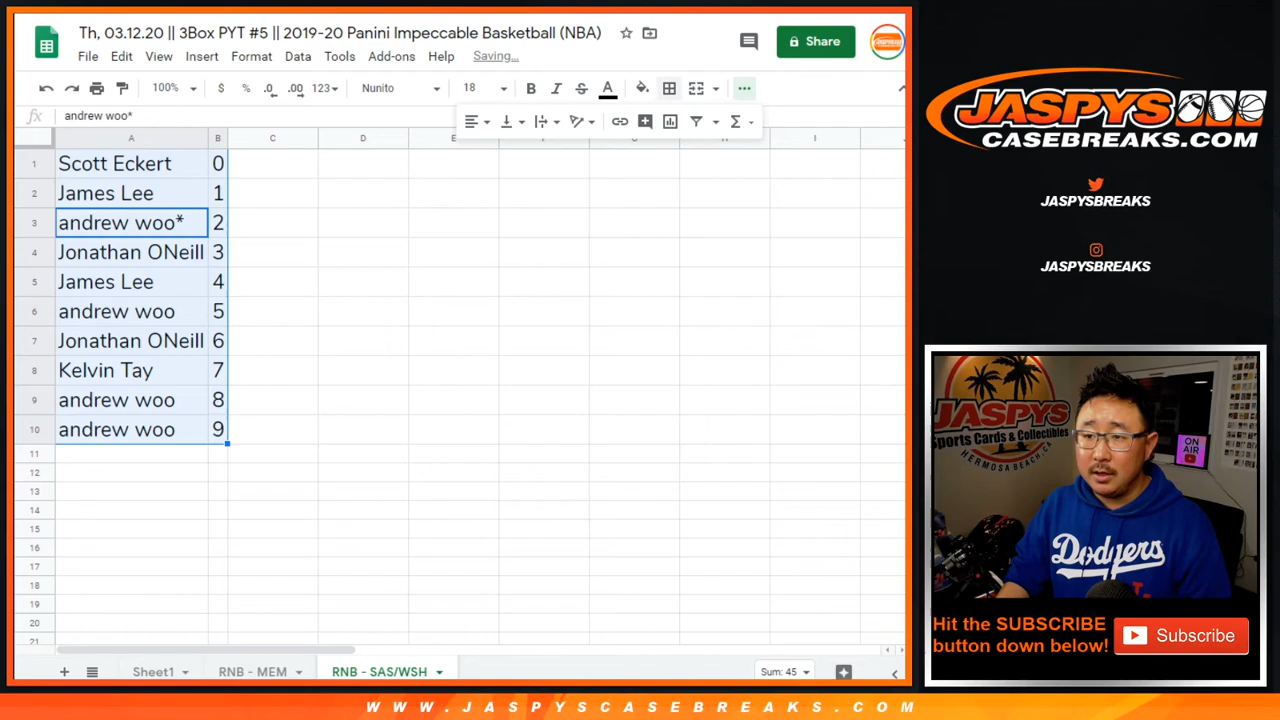 Th, 03.12.20 || 3Box PYT #5 || 2019-20 Panini Impeccable Basketball (NBA)
File Edit View Insert Format Data Tools Add-ons Help Saving...
Share
100% $ % .0 .00 123 Nunito 18 B I S A
fx andrew woo*
A B C D E F G H I
1 Scott Eckert 0
2 James Lee 1
3 andrew woo* 2
4 Jonathan ONeill 3
5 James Lee 4
6 andrew woo 5
7 Jonathan ONeill 6
8 Kelvin Tay 7
9 andrew woo 8
10 andrew woo 9
11
12
13
14
15
16
17
18
19
20
21
Sheet1 RNB - MEM RNB - SAS/WSH Sum: 45
JASPYS
CASEBREAKS.COM
JASPYSBREAKS
JASPYSBREAKS
JASPYS
Sports Cards & Collectibles
HERMOSA BEACH, CA
ON AIR
Dodgers
Hit the SUBSCRIBE
button down below!
Subscribe
WWW.JASPYSCASEBREAKS.COM